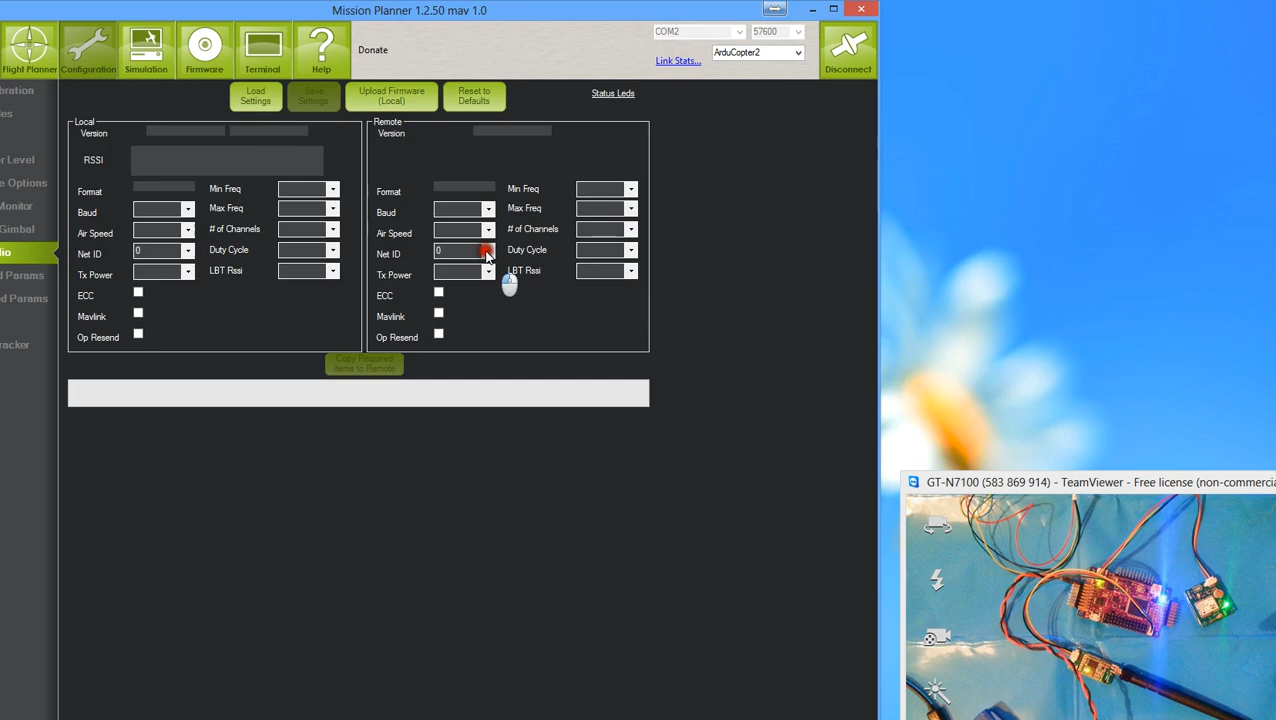 Mission Planner 1.2.50 mav 1.0
Flight Planner
Configuration
Simulation
Firmware
Terminal
Help
Donate
COM2
57600
Link Stats...
ArduCopter2
Disconnect
bration
Load Settings
Save Settings
Upload Firmware (Local)
Reset to Defaults
Status Leds
es
r Level
e Options
Monitor
Gimbal
io
d Params
ed Params
racker
Local
Version
RSSI
Format
Min Freq
Baud
Max Freq
Air Speed
# of Channels
Net ID
0
Duty Cycle
Tx Power
LBT Rssi
ECC
Mavlink
Op Resend
Remote
Version
Format
Min Freq
Baud
Max Freq
Air Speed
# of Channels
Net ID
0
Duty Cycle
Tx Power
LBT Rssi
ECC
Mavlink
Op Resend
Copy Required
Items to Remote
GT-N7100 (583 869 914) - TeamViewer - Free license (non-commercia